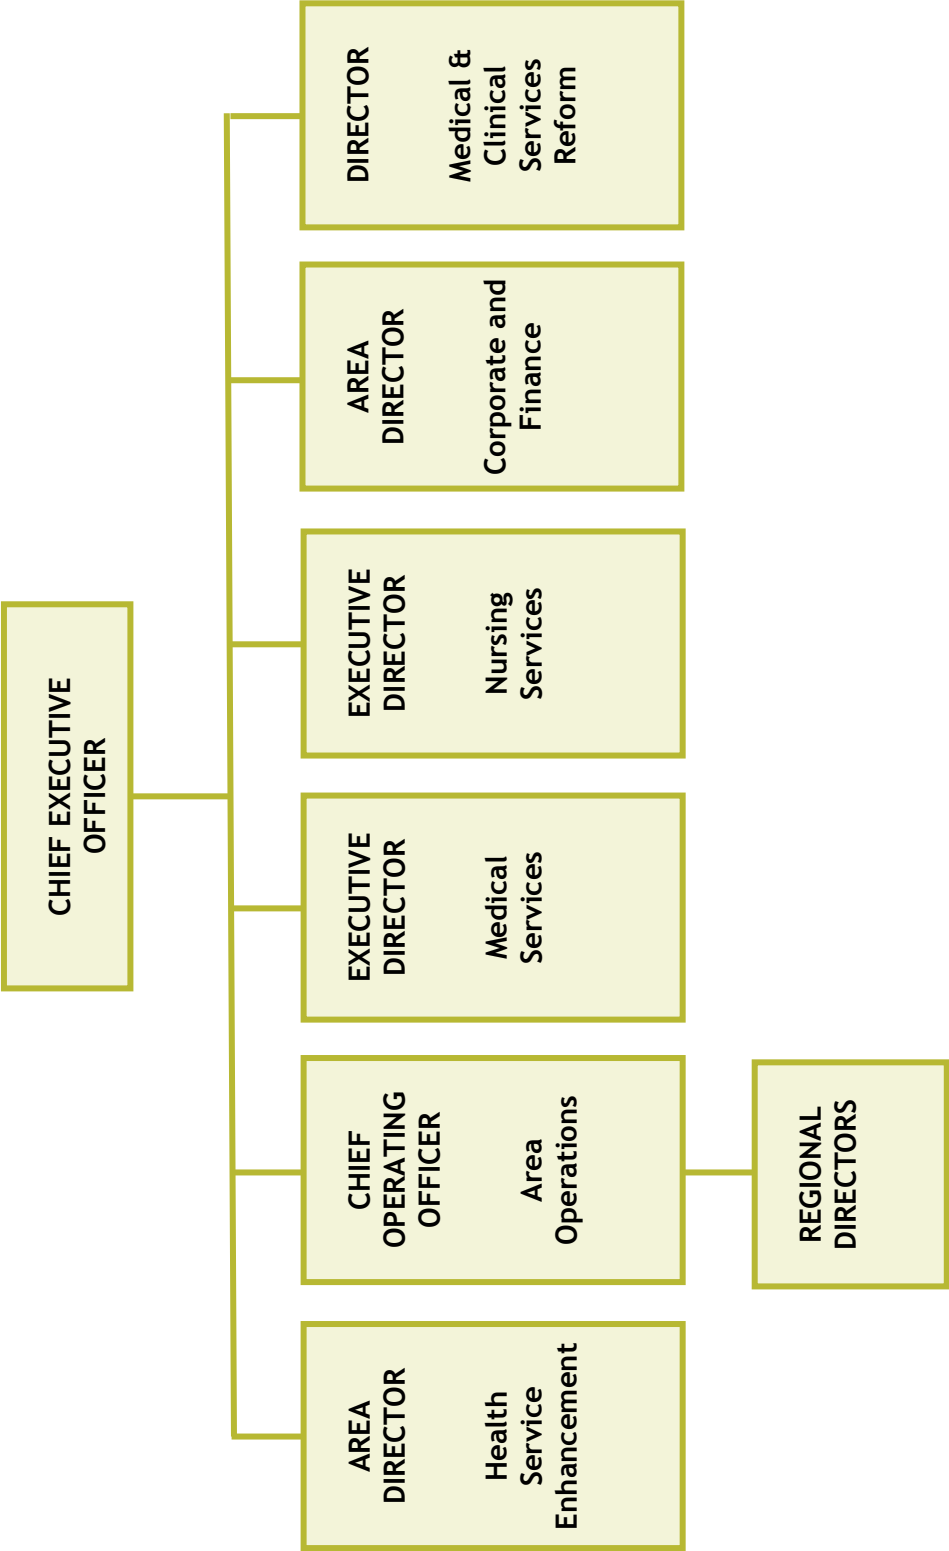 CHIEF EXECUTIVE
OFFICER
AREA
DIRECTOR
Health
Service
Enhancement
CHIEF
OPERATING
OFFICER
Area
Operations
EXECUTIVE
DIRECTOR
Medical
Services
EXECUTIVE
DIRECTOR
Nursing
Services
AREA
DIRECTOR
Corporate and
Finance
DIRECTOR
Medical &
Clinical
Services
Reform
REGIONAL
DIRECTORS